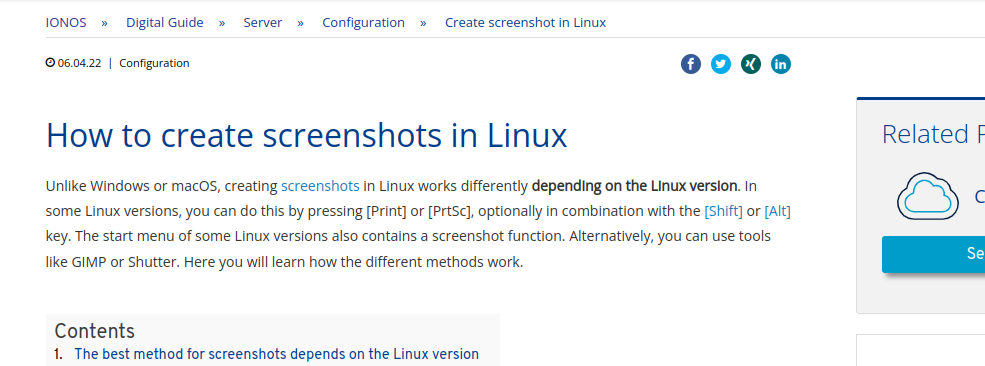 IONOS » Digital Guide » Server » Configuration » Create screenshot in Linux
06.04.22 | Configuration
How to create screenshots in Linux
Unlike Windows or macOS, creating screenshots in Linux works differently depending on the Linux version. In
some Linux versions, you can do this by pressing [Print] or [PrtSc], optionally in combination with the [Shift] or [Alt]
key. The start menu of some Linux versions also contains a screenshot function. Alternatively, you can use tools
like GIMP or Shutter. Here you will learn how the different methods work.
Contents
1. The best method for screenshots depends on the Linux version
Related